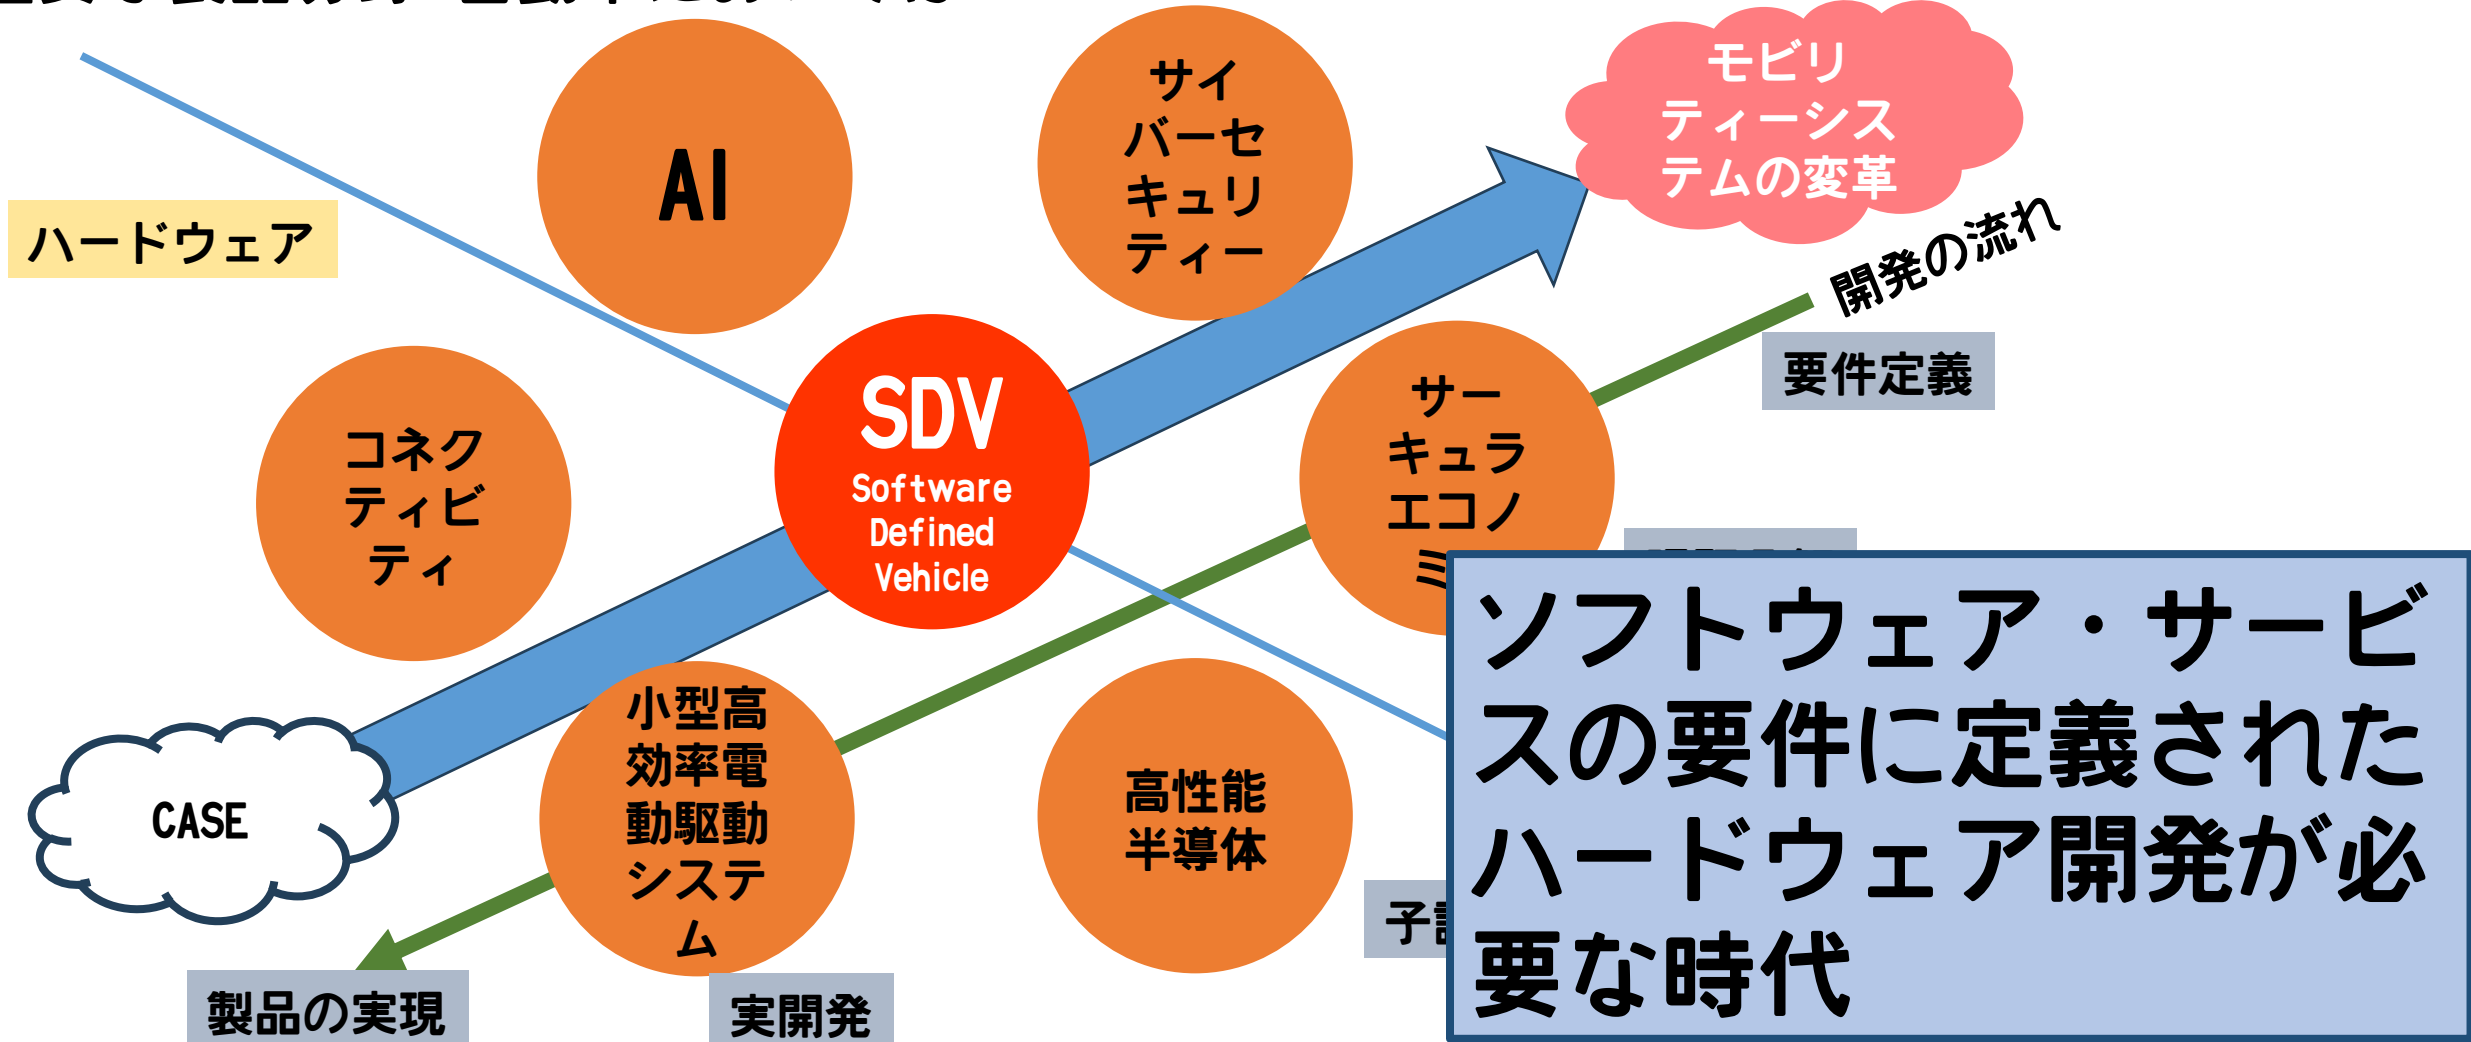 AI
サイ
バーセ
キュリ
ティー
モビリ
ティーシス
テムの変革
ハードウェア
開発の流れ
要件定義
SDV
Software
Defined
Vehicle
サー
キュラ
エコノ
ミ
コネク
ティビ
ティ
ソフトウェア・サービ
スの要件に定義された
ハードウェア開発が必
要な時代
小型高
効率電
動駆動
システ
ム
高性能
半導体
CASE
子
製品の実現
実開発